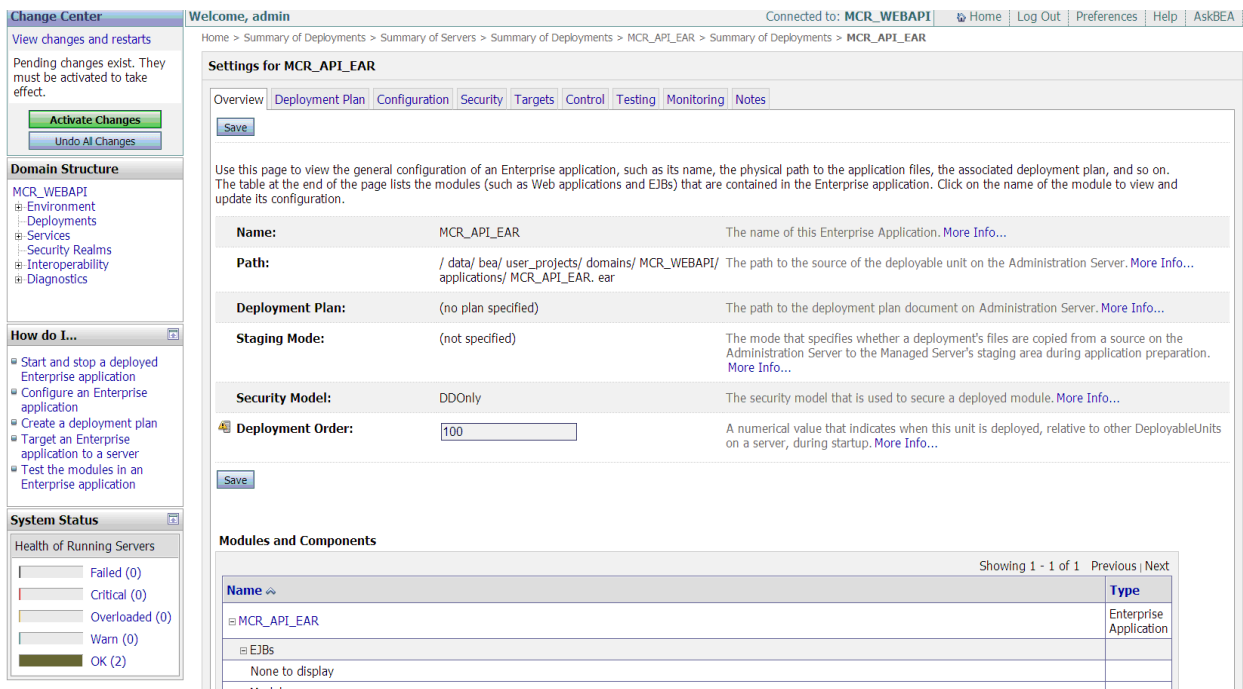 Change Center
View changes and restarts
Pending changes exist. They
must be activated to take
effect.
Activate Changes
Undo All Changes
Domain Structure
MCR_WEBAPI
Environment
Deployments
Services
Security Realms
Interoperability
Diagnostics
How do I...
Start and stop a deployed
Enterprise application
Configure an Enterprise
application
Create a deployment plan
Target an Enterprise
application to a server
Test the modules in an
Enterprise application
System Status
Health of Running Servers
Failed (0)
Critical (0)
Overloaded (0)
Warn (0)
OK (2)
Welcome, admin
Connected to: MCR_WEBAPI
Home
Log Out
Preferences
Help
AskBEA
Home > Summary of Deployments > Summary of Servers > Summary of Deployments > MCR_API_EAR > Summary of Deployments > MCR_API_EAR
Settings for MCR_API_EAR
Overview Deployment Plan Configuration Security Targets Control Testing Monitoring Notes
Save
Use this page to view the general configuration of an Enterprise application, such as its name, the physical path to the application files, the associated deployment plan, and so on.
The table at the end of the page lists the modules (such as Web applications and EJBs) that are contained in the Enterprise application. Click on the name of the module to view and
update its configuration.
Name: MCR_API_EAR The name of this Enterprise Application. More Info...
Path: / data/ bea/ user_projects/ domains/ MCR_WEBAPI/ The path to the source of the deployable unit on the Administration Server. More Info...
applications/ MCR_API_EAR. ear
Deployment Plan: (no plan specified) The path to the deployment plan document on Administration Server. More Info...
Staging Mode: (not specified) The mode that specifies whether a deployment's files are copied from a source on the
Administration Server to the Managed Server's staging area during application preparation.
More Info...
Security Model: DDOnly The security model that is used to secure a deployed module. More Info...
Deployment Order: 100 A numerical value that indicates when this unit is deployed, relative to other DeployableUnits
on a server, during startup. More Info...
Save
Modules and Components
Showing 1 - 1 of 1 Previous | Next
Name Type
MCR_API_EAR Enterprise
Application
EJBs
None to display